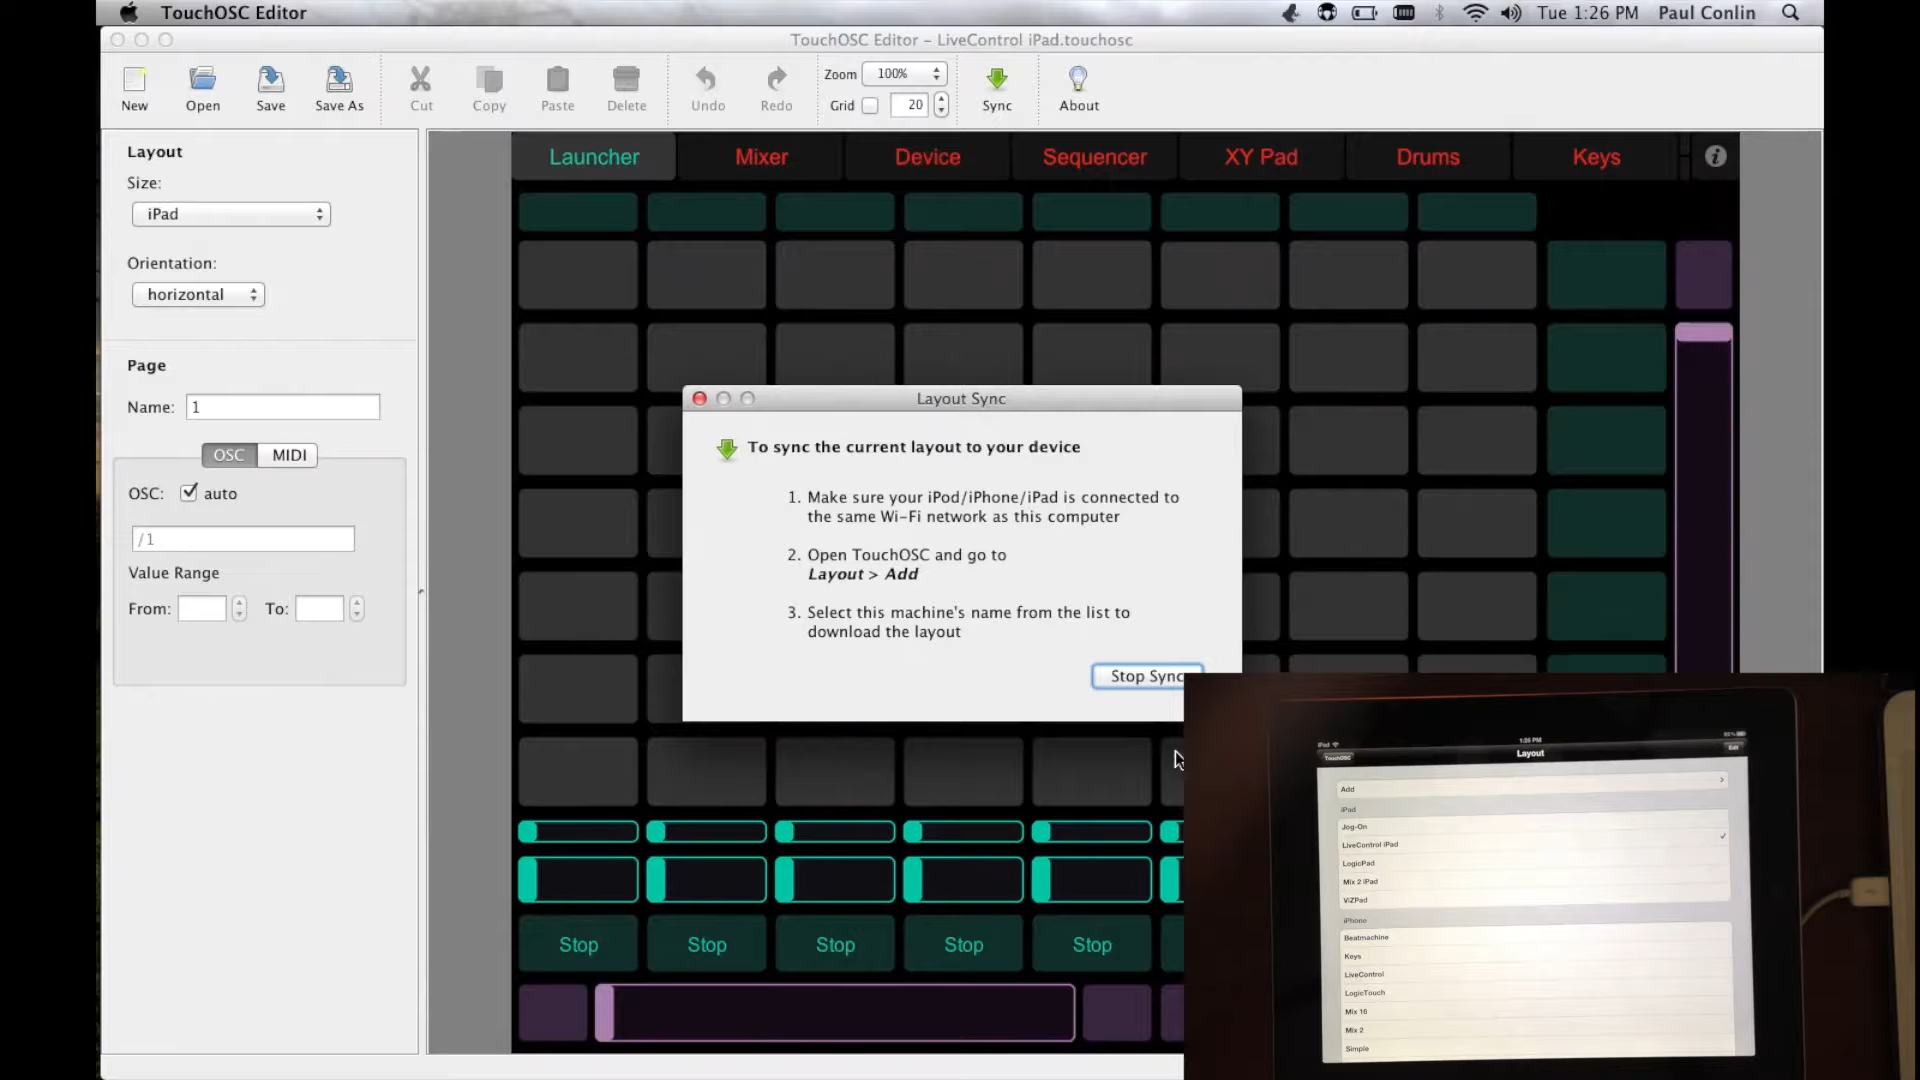 TouchOSC Editor
Tue 1:26 PM Paul Conlin
TouchOSC Editor – LiveControl iPad.touchosc
New Open Save Save As Cut Copy Paste Delete Undo Redo
Zoom 100%
Grid 20
Sync About
Layout
Size:
iPad
Orientation:
horizontal
Page
Name: 1
OSC MIDI
OSC: auto
/1
Value Range
From: To:
Launcher Mixer Device Sequencer XY Pad Drums Keys i
Layout Sync
To sync the current layout to your device
1. Make sure your iPod/iPhone/iPad is connected to
the same Wi-Fi network as this computer
2. Open TouchOSC and go to
Layout > Add
3. Select this machine's name from the list to
download the layout
Stop Sync
Stop Stop Stop Stop Stop
iPad 1:26 PM
TouchOSC Layout Edit
Add
iPad
Jog-On
LiveControl iPad
LogicPad
Mix 2 iPad
ViZPad
iPhone
Beatmachine
Keys
LiveControl
LogicTouch
Mix 16
Mix 2
Simple